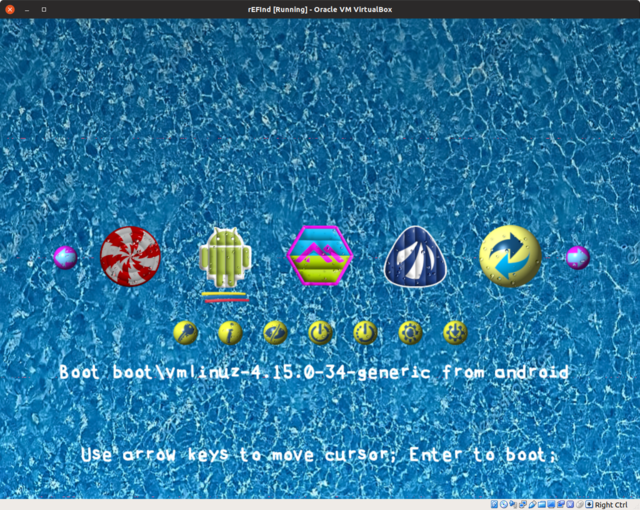 rEFInd [Running] - Oracle VM VirtualBox
Boot boot\vmlinuz-4.15.0-34-generic from android
Use arrow keys to move cursor; Enter to boot;
Right Ctrl